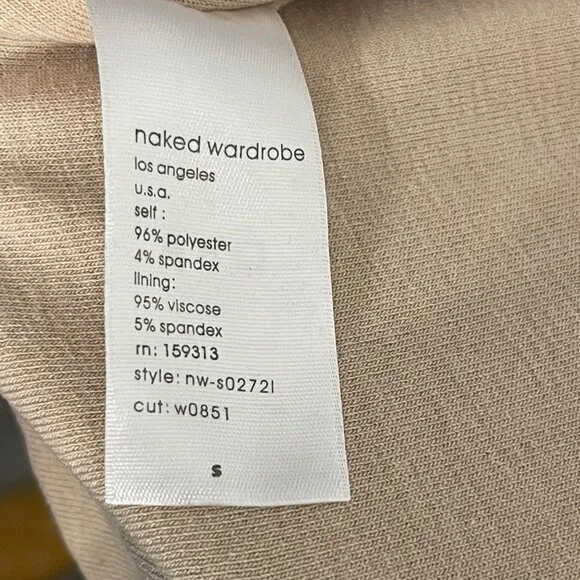 naked wardrobe
los angeles
u.s.a.
self :
96% polyester
4% spandex
lining:
95% viscose
5% spandex
rn: 159313
style: nw-s0272l
cut: w0851
s